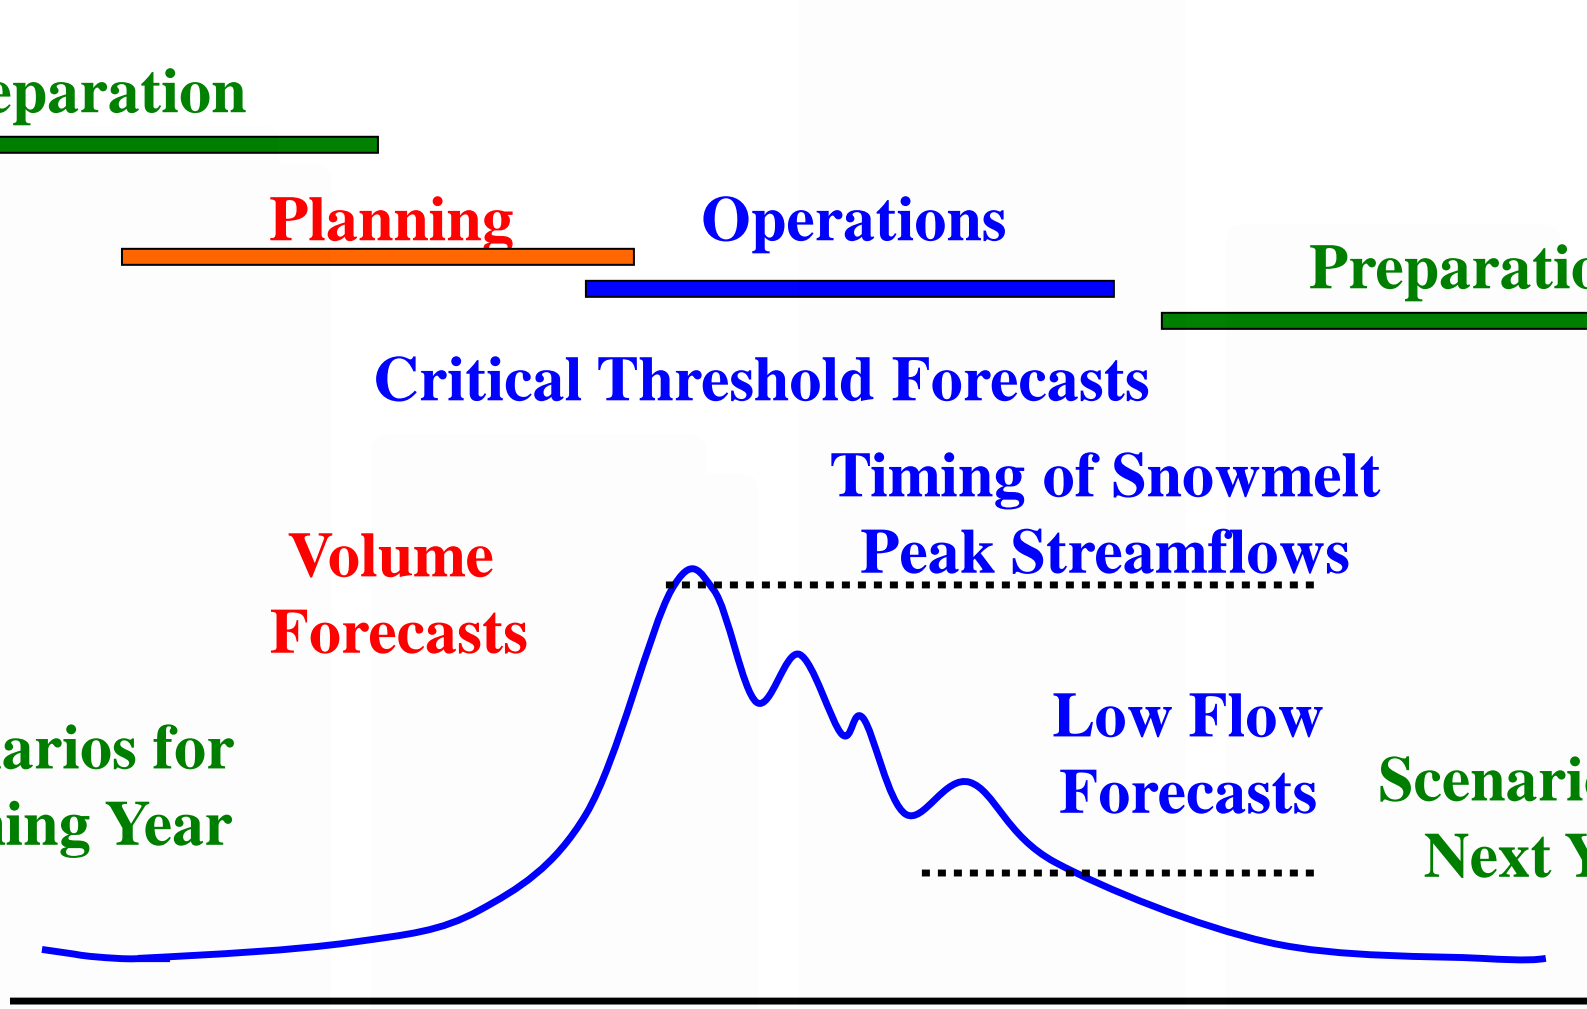 eparation
Planning
Operations
Preparatio
Critical Threshold Forecasts
Timing of Snowmelt
Peak Streamflows
Volume
Forecasts
Low Flow
Forecasts
arios for
ning Year
Scenari
Next Y